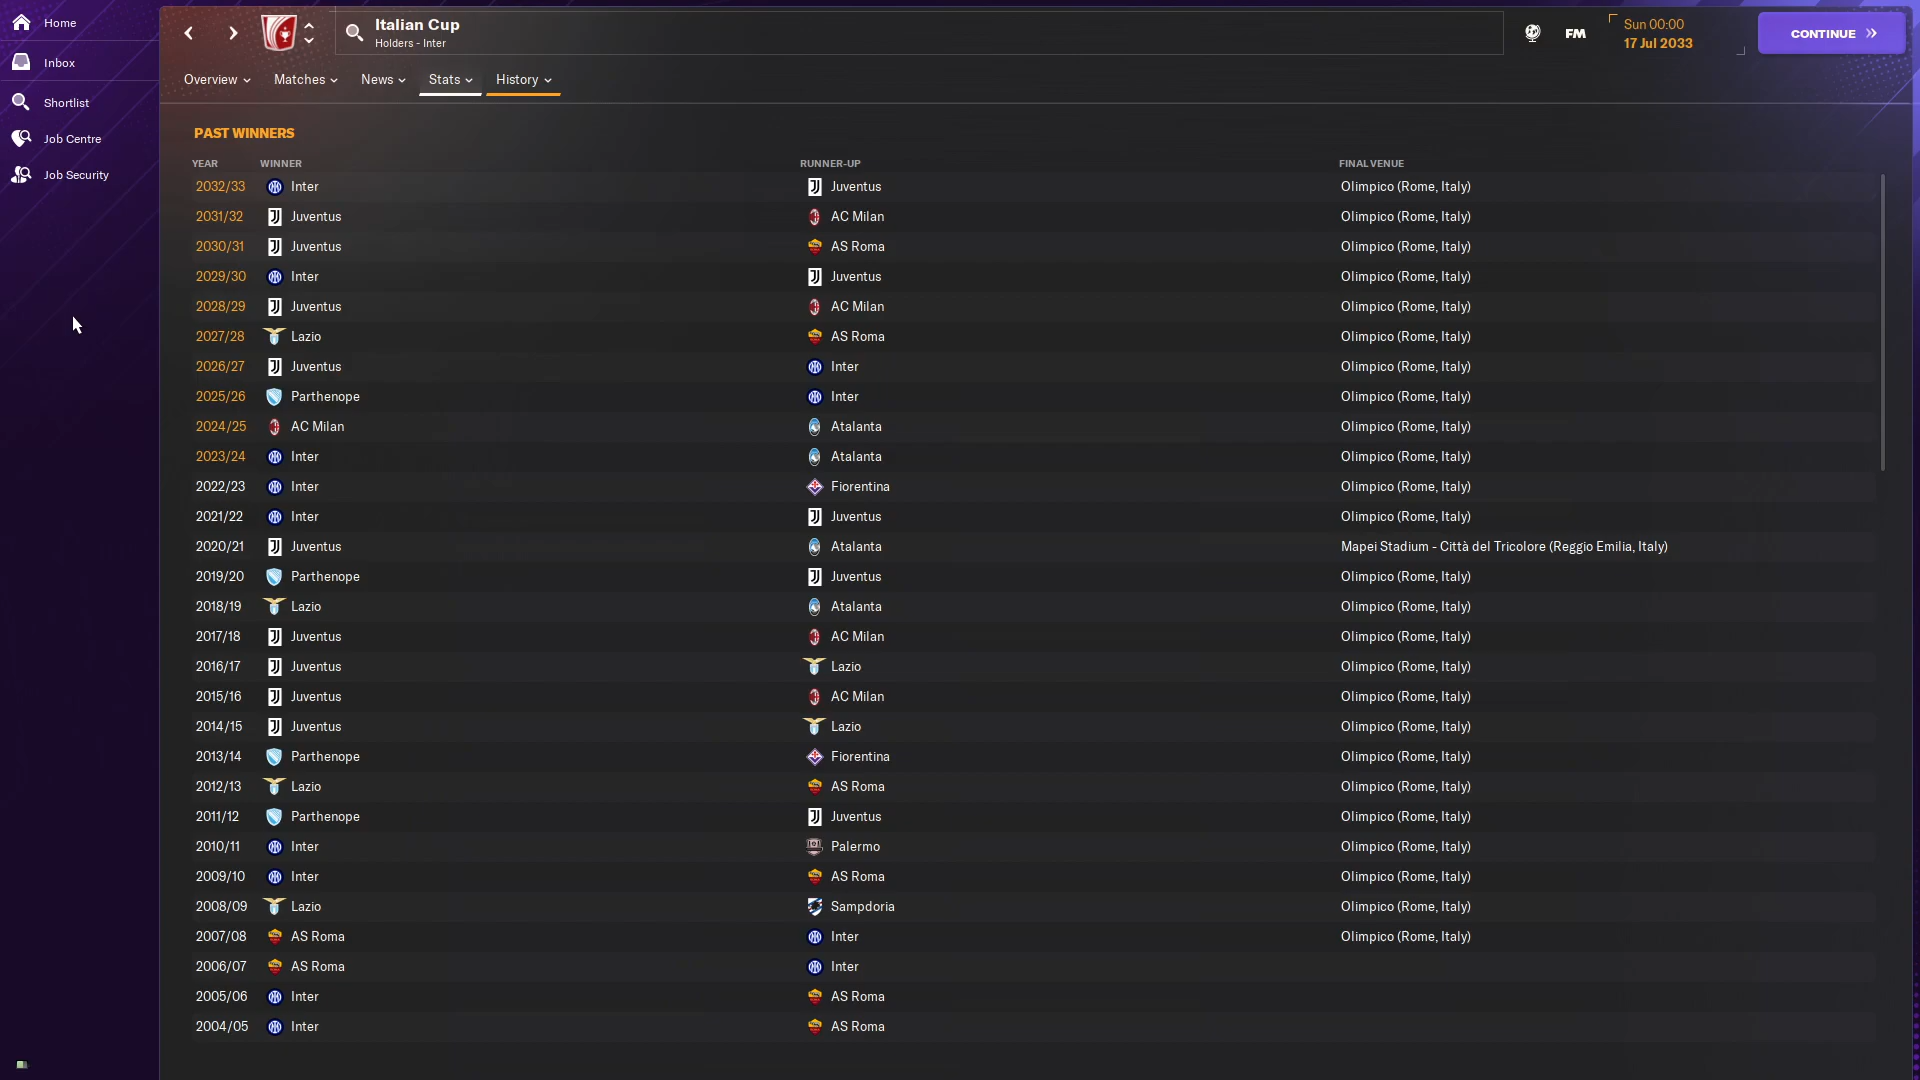 Home
Inbox
Shortlist
Job Centre
Job Security
Italian Cup
Holders - Inter
FM
Sun 00:00
17 Jul 2033
CONTINUE
Overview
Matches
News
Stats
History
PAST WINNERS
YEAR WINNER RUNNER-UP FINAL VENUE
2032/33 Inter Juventus Olimpico (Rome, Italy)
2031/32 Juventus AC Milan Olimpico (Rome, Italy)
2030/31 Juventus AS Roma Olimpico (Rome, Italy)
2029/30 Inter Juventus Olimpico (Rome, Italy)
2028/29 Juventus AC Milan Olimpico (Rome, Italy)
2027/28 Lazio AS Roma Olimpico (Rome, Italy)
2026/27 Juventus Inter Olimpico (Rome, Italy)
2025/26 Parthenope Inter Olimpico (Rome, Italy)
2024/25 AC Milan Atalanta Olimpico (Rome, Italy)
2023/24 Inter Atalanta Olimpico (Rome, Italy)
2022/23 Inter Fiorentina Olimpico (Rome, Italy)
2021/22 Inter Juventus Olimpico (Rome, Italy)
2020/21 Juventus Atalanta Mapei Stadium - Città del Tricolore (Reggio Emilia, Italy)
2019/20 Parthenope Juventus Olimpico (Rome, Italy)
2018/19 Lazio Atalanta Olimpico (Rome, Italy)
2017/18 Juventus AC Milan Olimpico (Rome, Italy)
2016/17 Juventus Lazio Olimpico (Rome, Italy)
2015/16 Juventus AC Milan Olimpico (Rome, Italy)
2014/15 Juventus Lazio Olimpico (Rome, Italy)
2013/14 Parthenope Fiorentina Olimpico (Rome, Italy)
2012/13 Lazio AS Roma Olimpico (Rome, Italy)
2011/12 Parthenope Juventus Olimpico (Rome, Italy)
2010/11 Inter Palermo Olimpico (Rome, Italy)
2009/10 Inter AS Roma Olimpico (Rome, Italy)
2008/09 Lazio Sampdoria Olimpico (Rome, Italy)
2007/08 AS Roma Inter Olimpico (Rome, Italy)
2006/07 AS Roma Inter
2005/06 Inter AS Roma
2004/05 Inter AS Roma